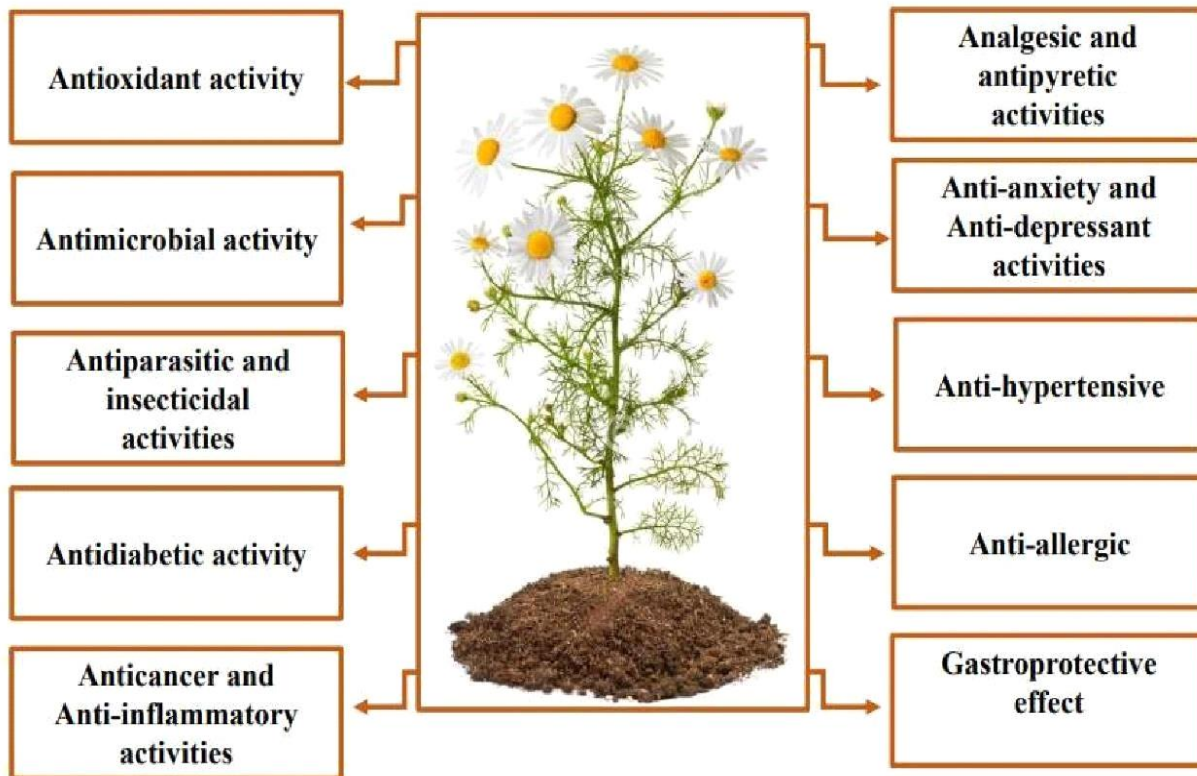 Antioxidant activity
Antimicrobial activity
Antiparasitic and
insecticidal
activities
Antidiabetic activity
Anticancer and
Anti-inflammatory
activities
Analgesic and
antipyretic
activities
Anti-anxiety and
Anti-depressant
activities
Anti-hypertensive
Anti-allergic
Gastroprotective
effect